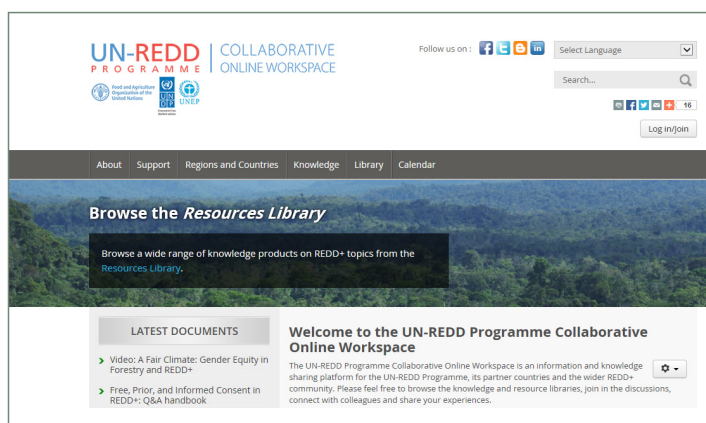 UN-REDD
PROGRAMME
COLLABORATIVE
ONLINE WORKSPACE
Follow us on :
Select Language
Food and Agriculture
Organization of the
United Nations
UNEP
Search...
16
Log in/Join
About Support Regions and Countries Knowledge Library Calendar
Browse the Resources Library
Browse a wide range of knowledge products on REDD+ topics from the
Resources Library.
LATEST DOCUMENTS
Video: A Fair Climate: Gender Equity in
Forestry and REDD+
Free, Prior, and Informed Consent in
REDD+: Q&A handbook
Welcome to the UN-REDD Programme Collaborative
Online Workspace
The UN-REDD Programme Collaborative Online Workspace is an information and knowledge
sharing platform for the UN-REDD Programme, its partner countries and the wider REDD+
community. Please feel free to browse the knowledge and resource libraries, join in the discussions,
connect with colleagues and share your experiences.